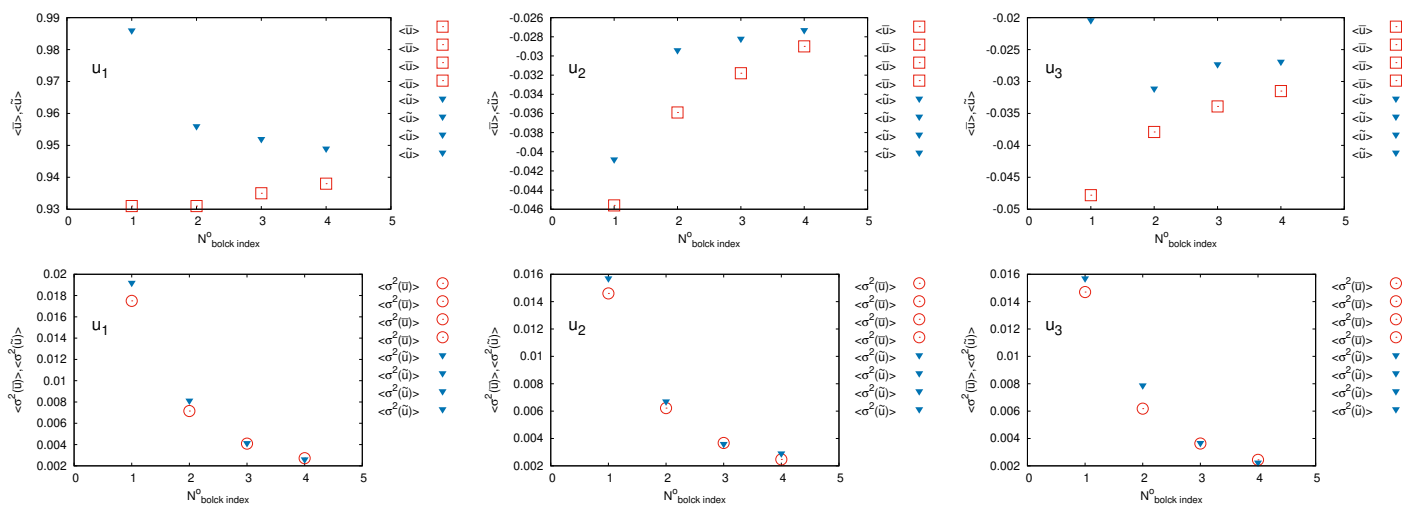 0.99
0.98
0.97
0.96
0.95
0.94
0.93
0 1 2 3 4 5
<ū>,<ũ>
N°bolck index
u1
<ū>
<ū>
<ū>
<ū>
<ũ>
<ũ>
<ũ>
<ũ>
-0.026
-0.028
-0.03
-0.032
-0.034
-0.036
-0.038
-0.04
-0.042
-0.044
-0.046
0 1 2 3 4 5
<ū>,<ũ>
N°bolck index
u2
<ū>
<ū>
<ū>
<ū>
<ũ>
<ũ>
<ũ>
<ũ>
-0.02
-0.025
-0.03
-0.035
-0.04
-0.045
-0.05
0 1 2 3 4 5
<ū>,<ũ>
N°bolck index
u3
<ū>
<ū>
<ū>
<ū>
<ũ>
<ũ>
<ũ>
<ũ>
0.02
0.018
0.016
0.014
0.012
0.01
0.008
0.006
0.004
0.002
0 1 2 3 4 5
<σ²(ū)>,<σ²(ũ)>
N°bolck index
u1
<σ²(ū)>
<σ²(ū)>
<σ²(ū)>
<σ²(ū)>
<σ²(ũ)>
<σ²(ũ)>
<σ²(ũ)>
<σ²(ũ)>
0.016
0.014
0.012
0.01
0.008
0.006
0.004
0.002
0 1 2 3 4 5
<σ²(ū)>,<σ²(ũ)>
N°bolck index
u2
<σ²(ū)>
<σ²(ū)>
<σ²(ū)>
<σ²(ū)>
<σ²(ũ)>
<σ²(ũ)>
<σ²(ũ)>
<σ²(ũ)>
0.016
0.014
0.012
0.01
0.008
0.006
0.004
0.002
0 1 2 3 4 5
<σ²(ū)>,<σ²(ũ)>
N°bolck index
u3
<σ²(ū)>
<σ²(ū)>
<σ²(ū)>
<σ²(ū)>
<σ²(ũ)>
<σ²(ũ)>
<σ²(ũ)>
<σ²(ũ)>